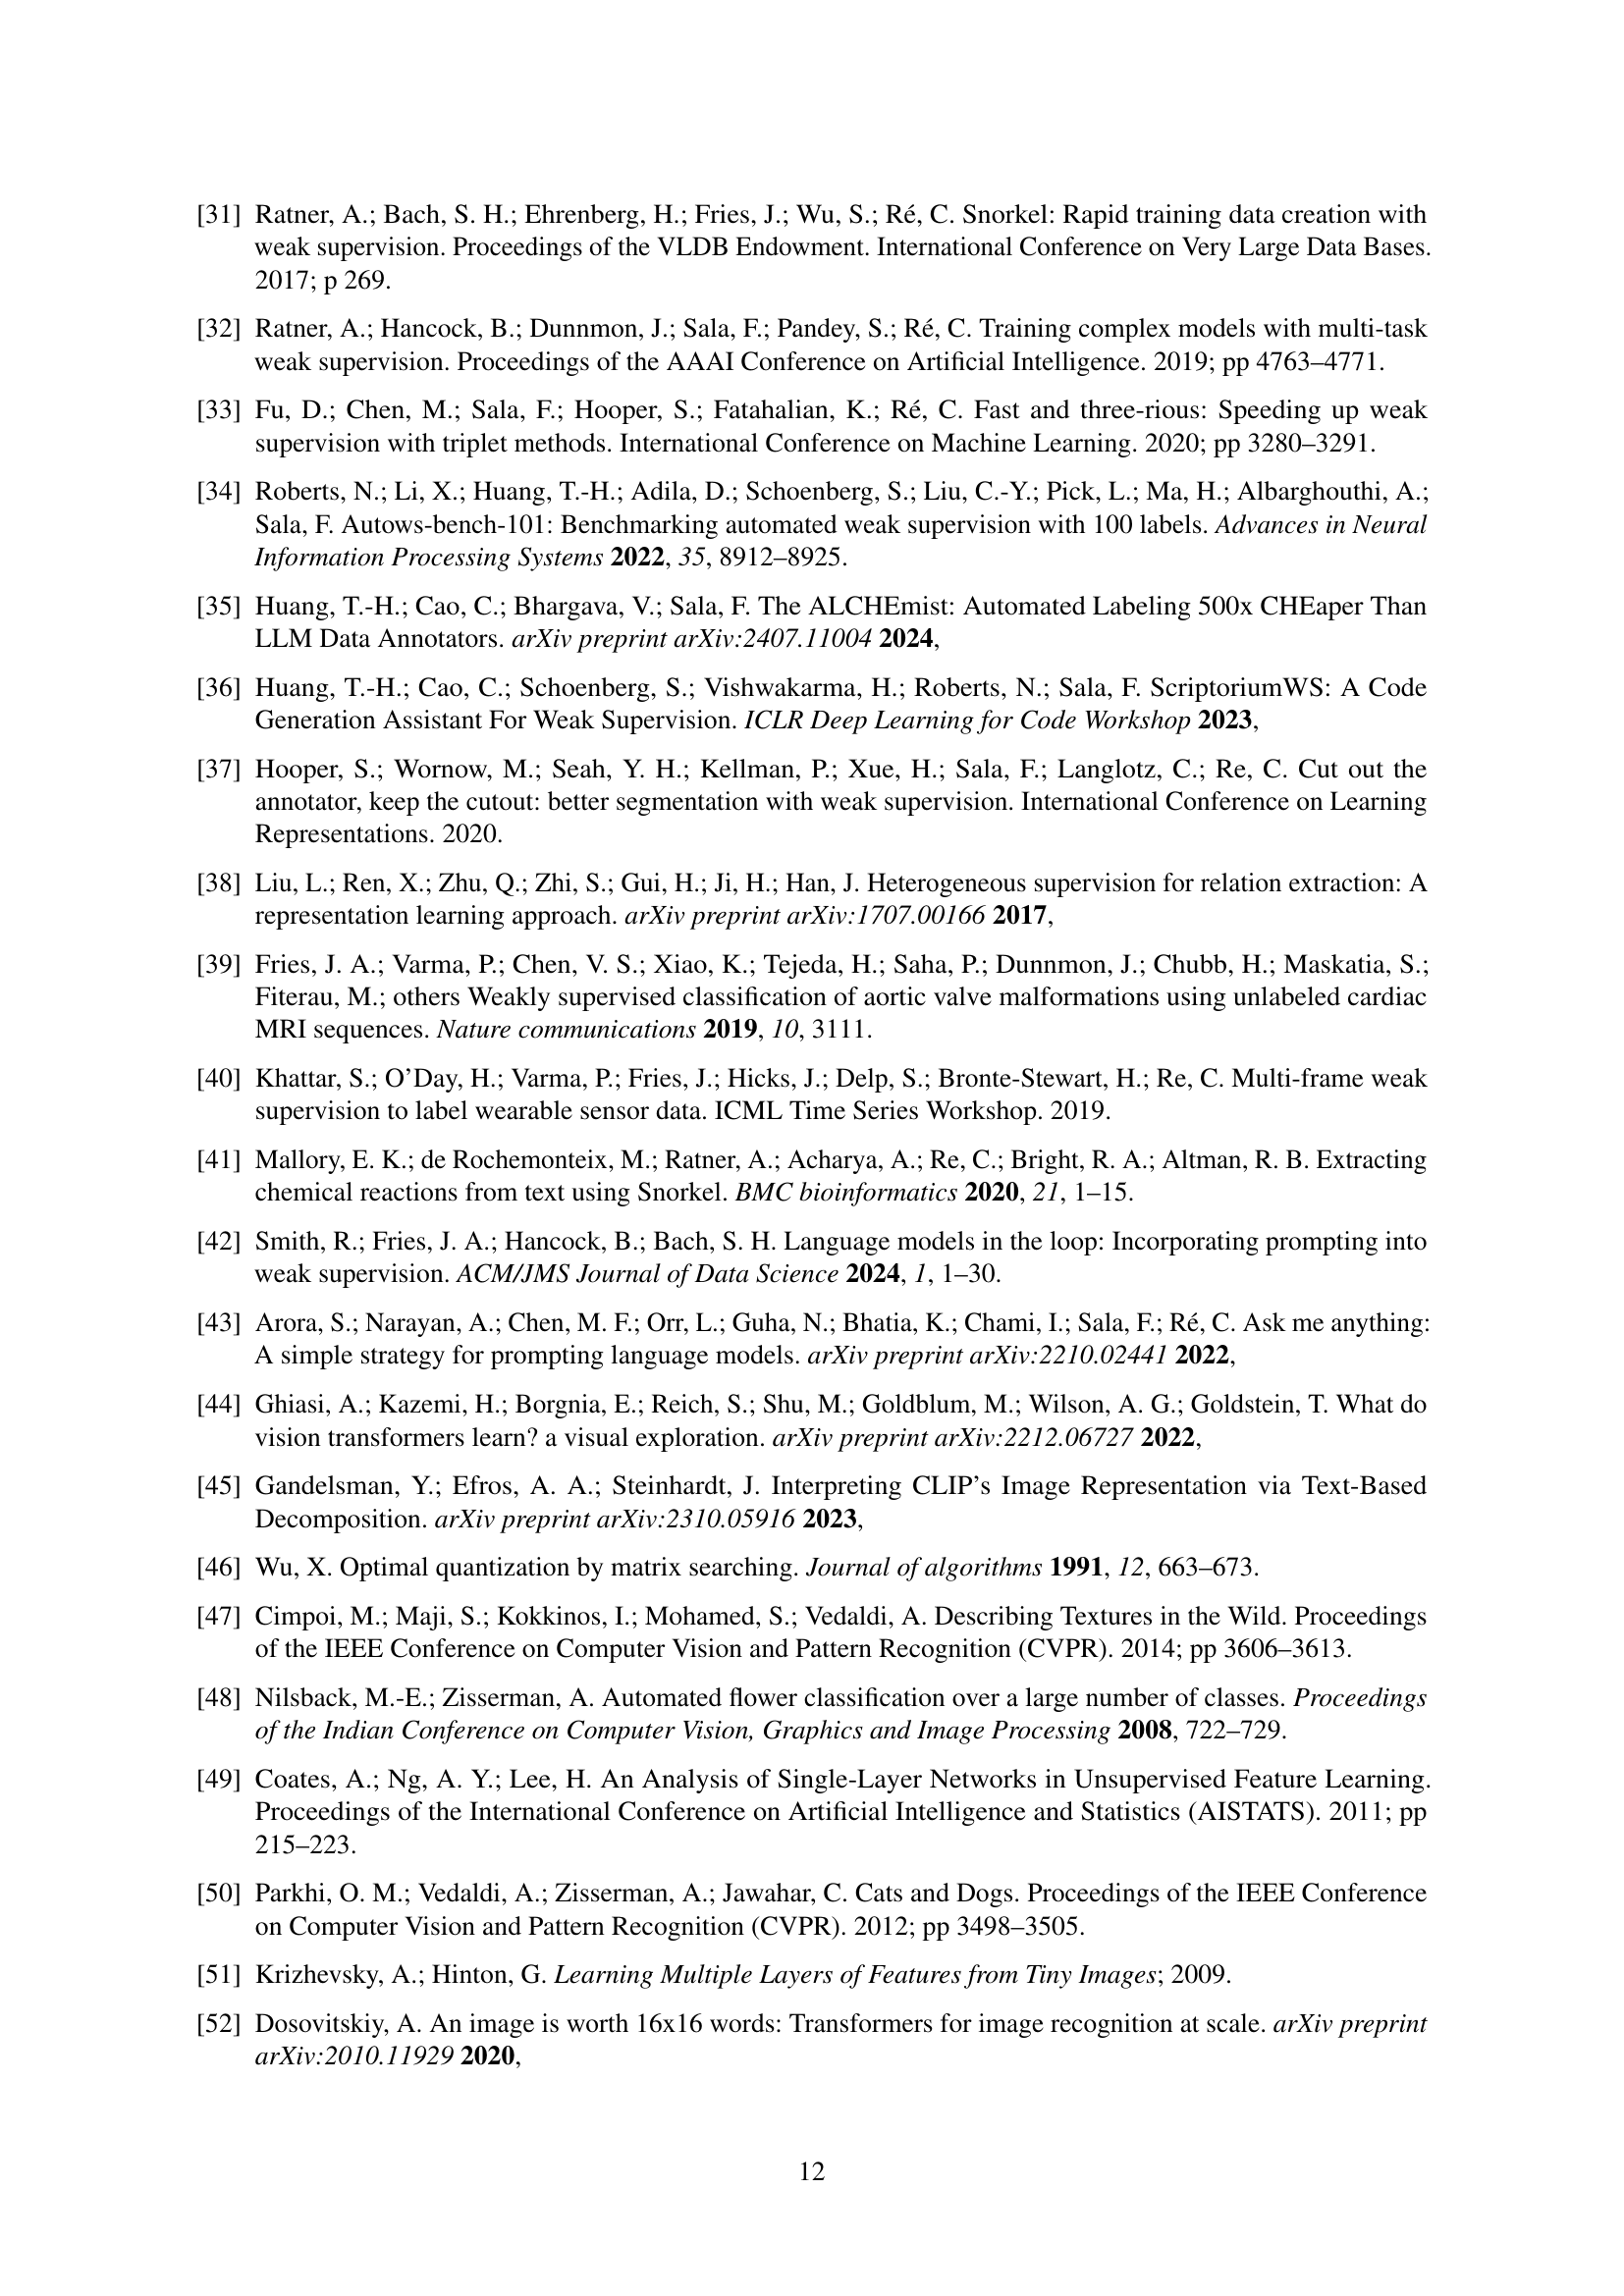 [31] Ratner, A.; Bach, S. H.; Ehrenberg, H.; Fries, J.; Wu, S.; Ré, C. Snorkel: Rapid training data creation with
weak supervision. Proceedings of the VLDB Endowment. International Conference on Very Large Data Bases.
2017; p 269.
[32] Ratner, A.; Hancock, B.; Dunnmon, J.; Sala, F.; Pandey, S.; Ré, C. Training complex models with multi-task
weak supervision. Proceedings of the AAAI Conference on Artificial Intelligence. 2019; pp 4763–4771.
[33] Fu, D.; Chen, M.; Sala, F.; Hooper, S.; Fatahalian, K.; Ré, C. Fast and three-rious: Speeding up weak
supervision with triplet methods. International Conference on Machine Learning. 2020; pp 3280–3291.
[34] Roberts, N.; Li, X.; Huang, T.-H.; Adila, D.; Schoenberg, S.; Liu, C.-Y.; Pick, L.; Ma, H.; Albarghouthi, A.;
Sala, F. Autows-bench-101: Benchmarking automated weak supervision with 100 labels. Advances in Neural
Information Processing Systems 2022, 35, 8912–8925.
[35] Huang, T.-H.; Cao, C.; Bhargava, V.; Sala, F. The ALCHEmist: Automated Labeling 500x CHEaper Than
LLM Data Annotators. arXiv preprint arXiv:2407.11004 2024,
[36] Huang, T.-H.; Cao, C.; Schoenberg, S.; Vishwakarma, H.; Roberts, N.; Sala, F. ScriptoriumWS: A Code
Generation Assistant For Weak Supervision. ICLR Deep Learning for Code Workshop 2023,
[37] Hooper, S.; Wornow, M.; Seah, Y. H.; Kellman, P.; Xue, H.; Sala, F.; Langlotz, C.; Re, C. Cut out the
annotator, keep the cutout: better segmentation with weak supervision. International Conference on Learning
Representations. 2020.
[38] Liu, L.; Ren, X.; Zhu, Q.; Zhi, S.; Gui, H.; Ji, H.; Han, J. Heterogeneous supervision for relation extraction: A
representation learning approach. arXiv preprint arXiv:1707.00166 2017,
[39] Fries, J. A.; Varma, P.; Chen, V. S.; Xiao, K.; Tejeda, H.; Saha, P.; Dunnmon, J.; Chubb, H.; Maskatia, S.;
Fiterau, M.; others Weakly supervised classification of aortic valve malformations using unlabeled cardiac
MRI sequences. Nature communications 2019, 10, 3111.
[40] Khattar, S.; O’Day, H.; Varma, P.; Fries, J.; Hicks, J.; Delp, S.; Bronte-Stewart, H.; Re, C. Multi-frame weak
supervision to label wearable sensor data. ICML Time Series Workshop. 2019.
[41] Mallory, E. K.; de Rochemonteix, M.; Ratner, A.; Acharya, A.; Re, C.; Bright, R. A.; Altman, R. B. Extracting
chemical reactions from text using Snorkel. BMC bioinformatics 2020, 21, 1–15.
[42] Smith, R.; Fries, J. A.; Hancock, B.; Bach, S. H. Language models in the loop: Incorporating prompting into
weak supervision. ACM/JMS Journal of Data Science 2024, 1, 1–30.
[43] Arora, S.; Narayan, A.; Chen, M. F.; Orr, L.; Guha, N.; Bhatia, K.; Chami, I.; Sala, F.; Ré, C. Ask me anything:
A simple strategy for prompting language models. arXiv preprint arXiv:2210.02441 2022,
[44] Ghiasi, A.; Kazemi, H.; Borgnia, E.; Reich, S.; Shu, M.; Goldblum, M.; Wilson, A. G.; Goldstein, T. What do
vision transformers learn? a visual exploration. arXiv preprint arXiv:2212.06727 2022,
[45] Gandelsman, Y.; Efros, A. A.; Steinhardt, J. Interpreting CLIP’s Image Representation via Text-Based
Decomposition. arXiv preprint arXiv:2310.05916 2023,
[46] Wu, X. Optimal quantization by matrix searching. Journal of algorithms 1991, 12, 663–673.
[47] Cimpoi, M.; Maji, S.; Kokkinos, I.; Mohamed, S.; Vedaldi, A. Describing Textures in the Wild. Proceedings
of the IEEE Conference on Computer Vision and Pattern Recognition (CVPR). 2014; pp 3606–3613.
[48] Nilsback, M.-E.; Zisserman, A. Automated flower classification over a large number of classes. Proceedings
of the Indian Conference on Computer Vision, Graphics and Image Processing 2008, 722–729.
[49] Coates, A.; Ng, A. Y.; Lee, H. An Analysis of Single-Layer Networks in Unsupervised Feature Learning.
Proceedings of the International Conference on Artificial Intelligence and Statistics (AISTATS). 2011; pp
215–223.
[50] Parkhi, O. M.; Vedaldi, A.; Zisserman, A.; Jawahar, C. Cats and Dogs. Proceedings of the IEEE Conference
on Computer Vision and Pattern Recognition (CVPR). 2012; pp 3498–3505.
[51] Krizhevsky, A.; Hinton, G. Learning Multiple Layers of Features from Tiny Images; 2009.
[52] Dosovitskiy, A. An image is worth 16x16 words: Transformers for image recognition at scale. arXiv preprint
arXiv:2010.11929 2020,
12